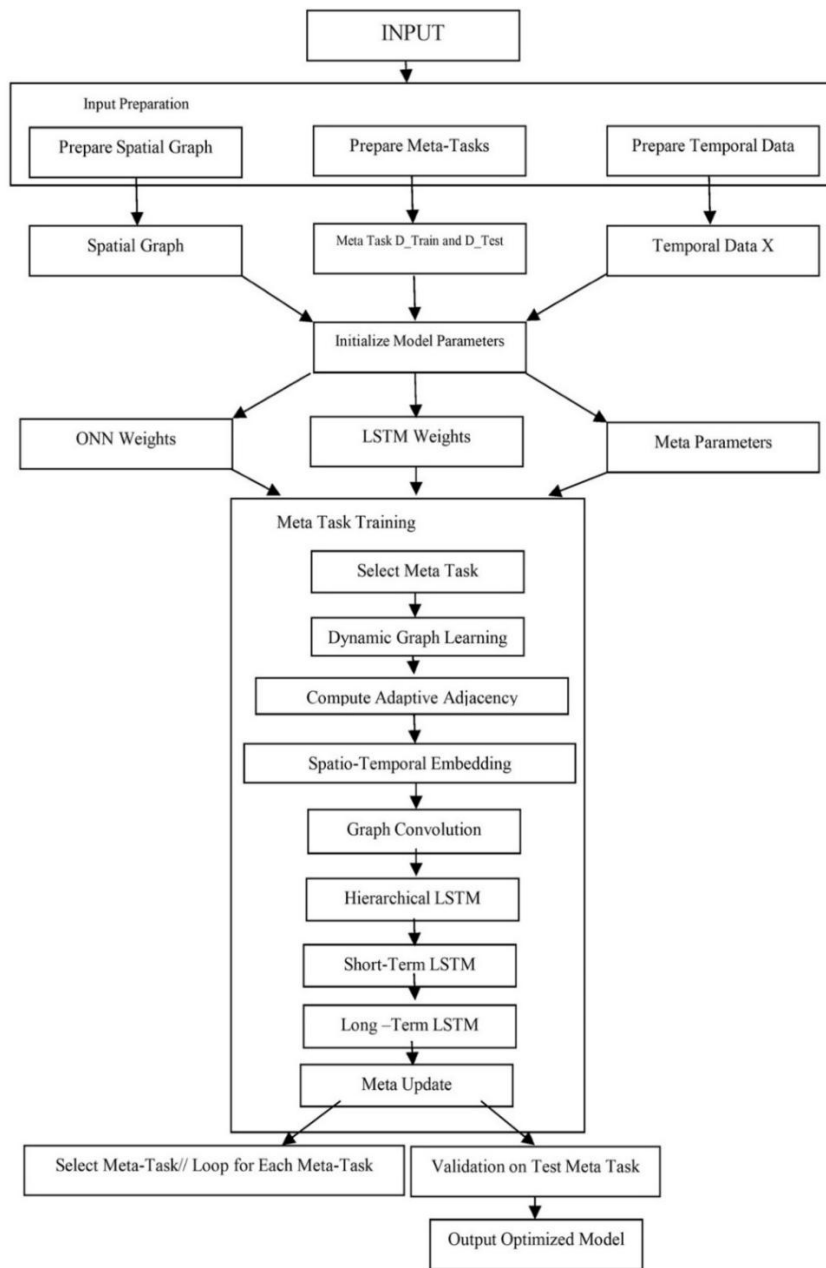 INPUT
Input Preparation
Prepare Spatial Graph
Prepare Meta-Tasks
Prepare Temporal Data
Spatial Graph
Meta Task D_Train and D_Test
Temporal Data X
Initialize Model Parameters
ONN Weights
LSTM Weights
Meta Parameters
Meta Task Training
Select Meta Task
Dynamic Graph Learning
Compute Adaptive Adjacency
Spatio-Temporal Embedding
Graph Convolution
Hierarchical LSTM
Short-Term LSTM
Long –Term LSTM
Meta Update
Select Meta-Task// Loop for Each Meta-Task
Validation on Test Meta Task
Output Optimized Model